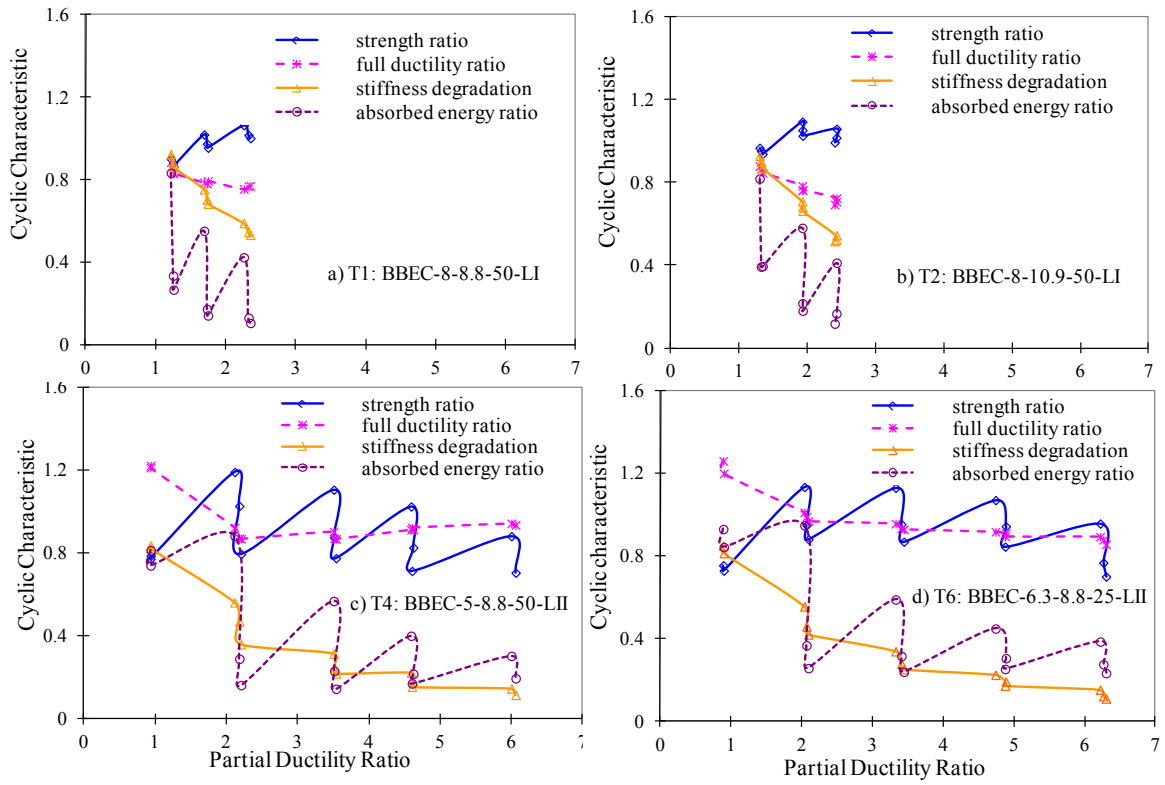 1.6
1.2
0.8
0.4
0
Cyclic Characteristic
strength ratio
full ductility ratio
stiffness degradation
absorbed energy ratio
a) T1: BBEC-8-8.8-50-LI
0 1 2 3 4 5 6 7
1.6
1.2
0.8
0.4
0
Cyclic Characteristic
strength ratio
full ductility ratio
stiffness degradation
absorbed energy ratio
b) T2: BBEC-8-10.9-50-LI
0 1 2 3 4 5 6 7
1.6
1.2
0.8
0.4
0
Cyclic Characteristic
strength ratio
full ductility ratio
stiffness degradation
absorbed energy ratio
c) T4: BBEC-5-8.8-50-LII
0 1 2 3 4 5 6 7
Partial Ductility Ratio
1.6
1.2
0.8
0.4
0
Cyclic characteristic
strength ratio
full ductility ratio
stiffness degradation
absorbed energy ratio
d) T6: BBEC-6.3-8.8-25-LII
0 1 2 3 4 5 6 7
Partial Ductility Ratio